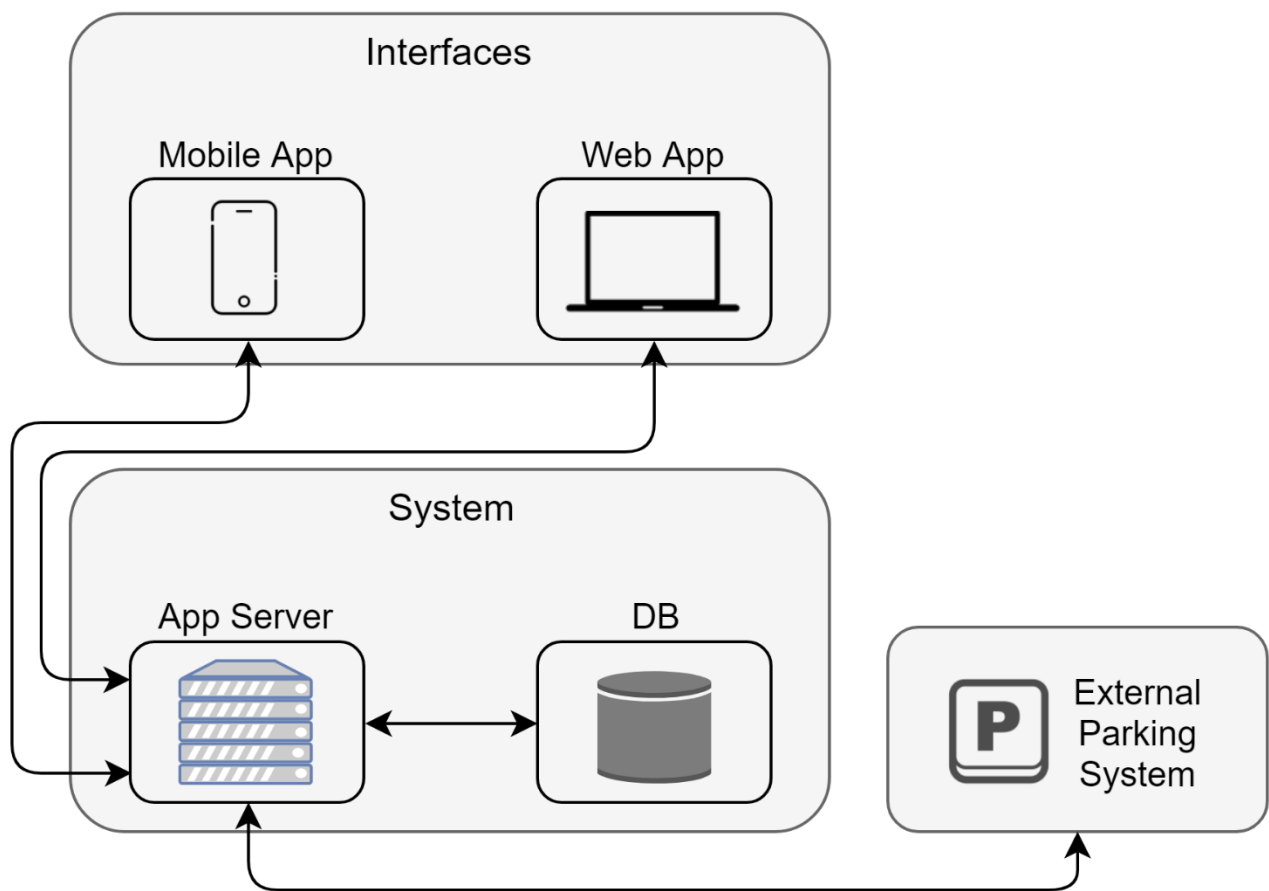 Interfaces
Mobile App
Web App
System
App Server
DB
P
External
Parking
System